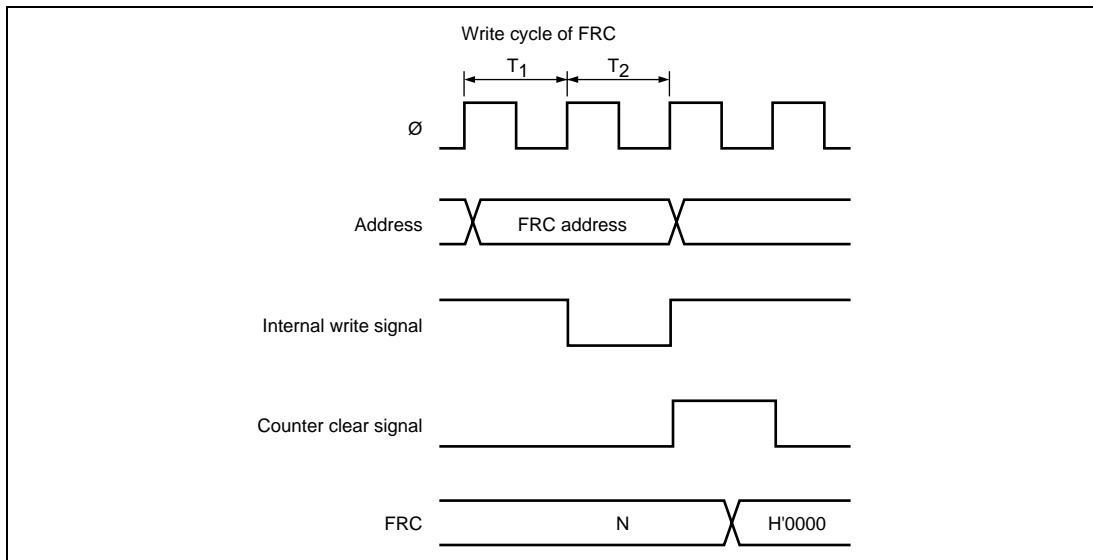 Write cycle of FRC
T1 T2
Ø
Address FRC address
Internal write signal
Counter clear signal
FRC N H'0000